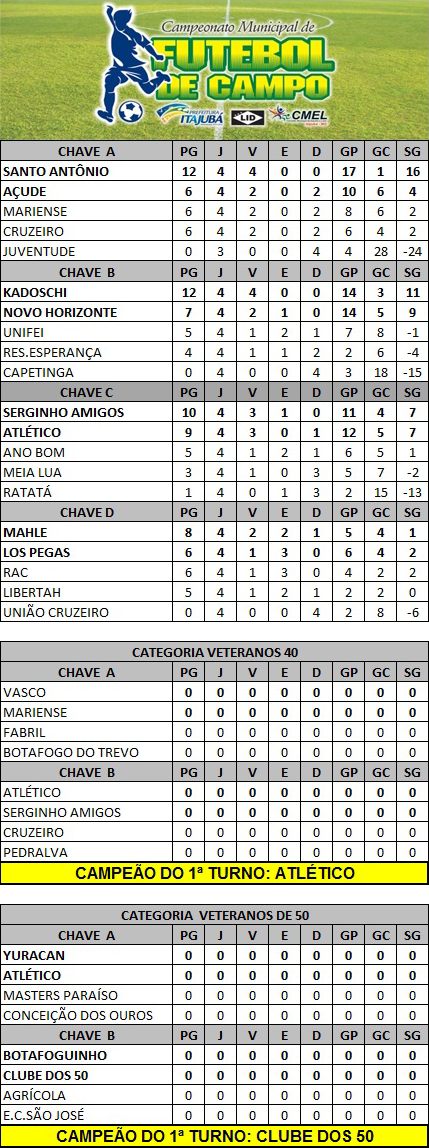 Campeonato Municipal de
FUTEBOL
DE CAMPO
PREFEITURA ITAJUBÁ LID CMEL
CHAVE A PG J V E D GP GC SG
SANTO ANTÔNIO 12 4 4 0 0 17 1 16
AÇUDE 6 4 2 0 2 10 6 4
MARIENSE 6 4 2 0 2 8 6 2
CRUZEIRO 6 4 2 0 2 6 4 2
JUVENTUDE 0 3 0 0 4 4 28 -24
CHAVE B PG J V E D GP GC SG
KADOSCHI 12 4 4 0 0 14 3 11
NOVO HORIZONTE 7 4 2 1 0 14 5 9
UNIFEI 5 4 1 2 1 7 8 -1
RES.ESPERANÇA 4 4 1 1 2 2 6 -4
CAPETINGA 0 4 0 0 4 3 18 -15
CHAVE C PG J V E D GP GC SG
SERGINHO AMIGOS 10 4 3 1 0 11 4 7
ATLÉTICO 9 4 3 0 1 12 5 7
ANO BOM 5 4 1 2 1 6 5 1
MEIA LUA 3 4 1 0 3 5 7 -2
RATATÁ 1 4 0 1 3 2 15 -13
CHAVE D PG J V E D GP GC SG
MAHLE 8 4 2 2 1 5 4 1
LOS PEGAS 6 4 1 3 0 6 4 2
RAC 6 4 1 3 0 4 2 2
LIBERTAH 5 4 1 2 1 2 2 0
UNIÃO CRUZEIRO 0 4 0 0 4 2 8 -6
CATEGORIA VETERANOS 40
CHAVE A PG J V E D GP GC SG
VASCO 0 0 0 0 0 0 0 0
MARIENSE 0 0 0 0 0 0 0 0
FABRIL 0 0 0 0 0 0 0 0
BOTAFOGO DO TREVO 0 0 0 0 0 0 0 0
CHAVE B PG J V E D GP GC SG
ATLÉTICO 0 0 0 0 0 0 0 0
SERGINHO AMIGOS 0 0 0 0 0 0 0 0
CRUZEIRO 0 0 0 0 0 0 0 0
PEDRALVA 0 0 0 0 0 0 0 0
CAMPEÃO DO 1ª TURNO: ATLÉTICO
CATEGORIA VETERANOS DE 50
CHAVE A PG J V E D GP GC SG
YURACAN 0 0 0 0 0 0 0 0
ATLÉTICO 0 0 0 0 0 0 0 0
MASTERS PARAÍSO 0 0 0 0 0 0 0 0
CONCEIÇÃO DOS OUROS 0 0 0 0 0 0 0 0
CHAVE B PG J V E D GP GC SG
BOTAFOGUINHO 0 0 0 0 0 0 0 0
CLUBE DOS 50 0 0 0 0 0 0 0 0
AGRÍCOLA 0 0 0 0 0 0 0 0
E.C.SÃO JOSÉ 0 0 0 0 0 0 0 0
CAMPEÃO DO 1ª TURNO: CLUBE DOS 50